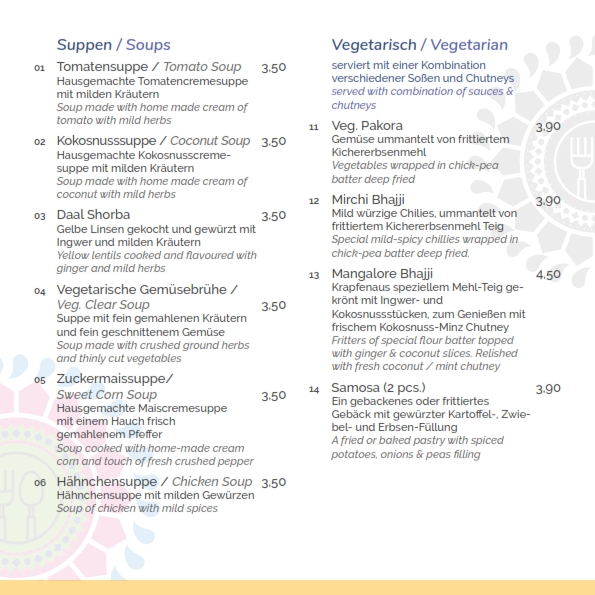 Suppen / Soups
01 Tomatensuppe / Tomato Soup 3,50
Hausgemachte Tomatencremesuppe
mit milden Kräutern
Soup made with home made cream of
tomato with mild herbs
02 Kokosnusssuppe / Coconut Soup 3,50
Hausgemachte Kokosnusscreme-
suppe mit milden Kräutern
Soup made with home made cream of
coconut with mild herbs
03 Daal Shorba 3,50
Gelbe Linsen gekocht und gewürzt mit
Ingwer und milden Kräutern
Yellow lentils cooked and flavoured with
ginger and mild herbs
04 Vegetarische Gemüsebrühe /
Veg. Clear Soup 3,50
Suppe mit fein gemahlenen Kräutern
und fein geschnittenem Gemüse
Soup made with crushed ground herbs
and thinly cut vegetables
05 Zuckermaissuppe/
Sweet Corn Soup 3,50
Hausgemachte Maiscremesuppe
mit einem Hauch frisch
gemahlenem Pfeffer
Soup cooked with home-made cream
corn and touch of fresh crushed pepper
06 Hähnchensuppe / Chicken Soup 3,50
Hähnchensuppe mit milden Gewürzen
Soup of chicken with mild spices
Vegetarisch / Vegetarian
serviert mit einer Kombination
verschiedener Soßen und Chutneys
served with combination of sauces &
chutneys
11 Veg. Pakora 3,90
Gemüse ummantelt von frittiertem
Kichererbsenmehl
Vegetables wrapped in chick-pea
batter deep fried
12 Mirchi Bhajji 3,90
Mild würzige Chilies, ummantelt von
frittiertem Kichererbsenmehl Teig
Special mild-spicy chillies wrapped in
chick-pea batter deep fried.
13 Mangalore Bhajji 4,50
Krapfenaus speziellem Mehl-Teig ge-
krönt mit Ingwer- und
Kokosnussstücken, zum Genießen mit
frischem Kokosnuss-Minz Chutney
Fritters of special flour batter topped
with ginger & coconut slices. Relished
with fresh coconut / mint chutney
14 Samosa (2 pcs.) 3,90
Ein gebackenes oder frittiertes
Gebäck mit gewürzter Kartoffel-, Zwie-
bel- und Erbsen-Füllung
A fried or baked pastry with spiced
potatoes, onions & peas filling